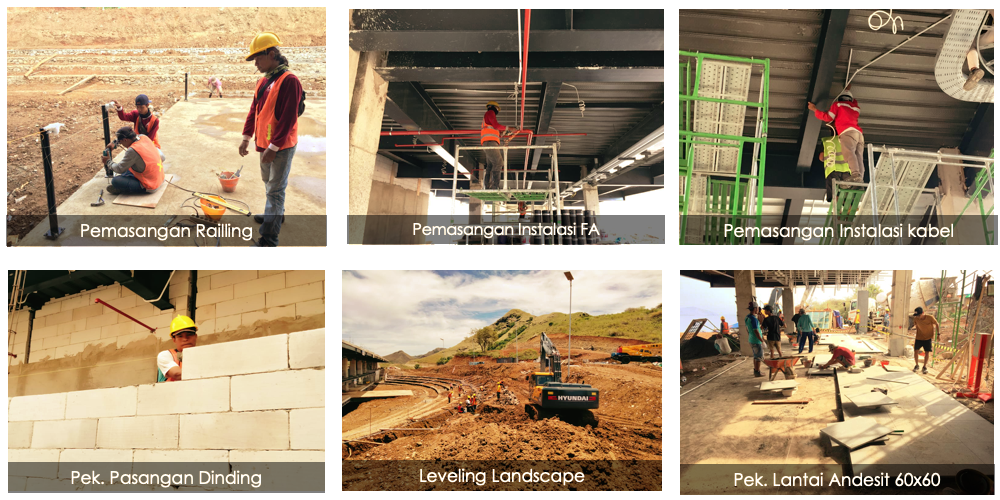 Pemasangan Railling
Pemasangan Instalasi FA
Pemasangan Instalasi kabel
Pek. Pasangan Dinding
HYUNDAI
Leveling Landscape
Pek. Lantai Andesit 60x60